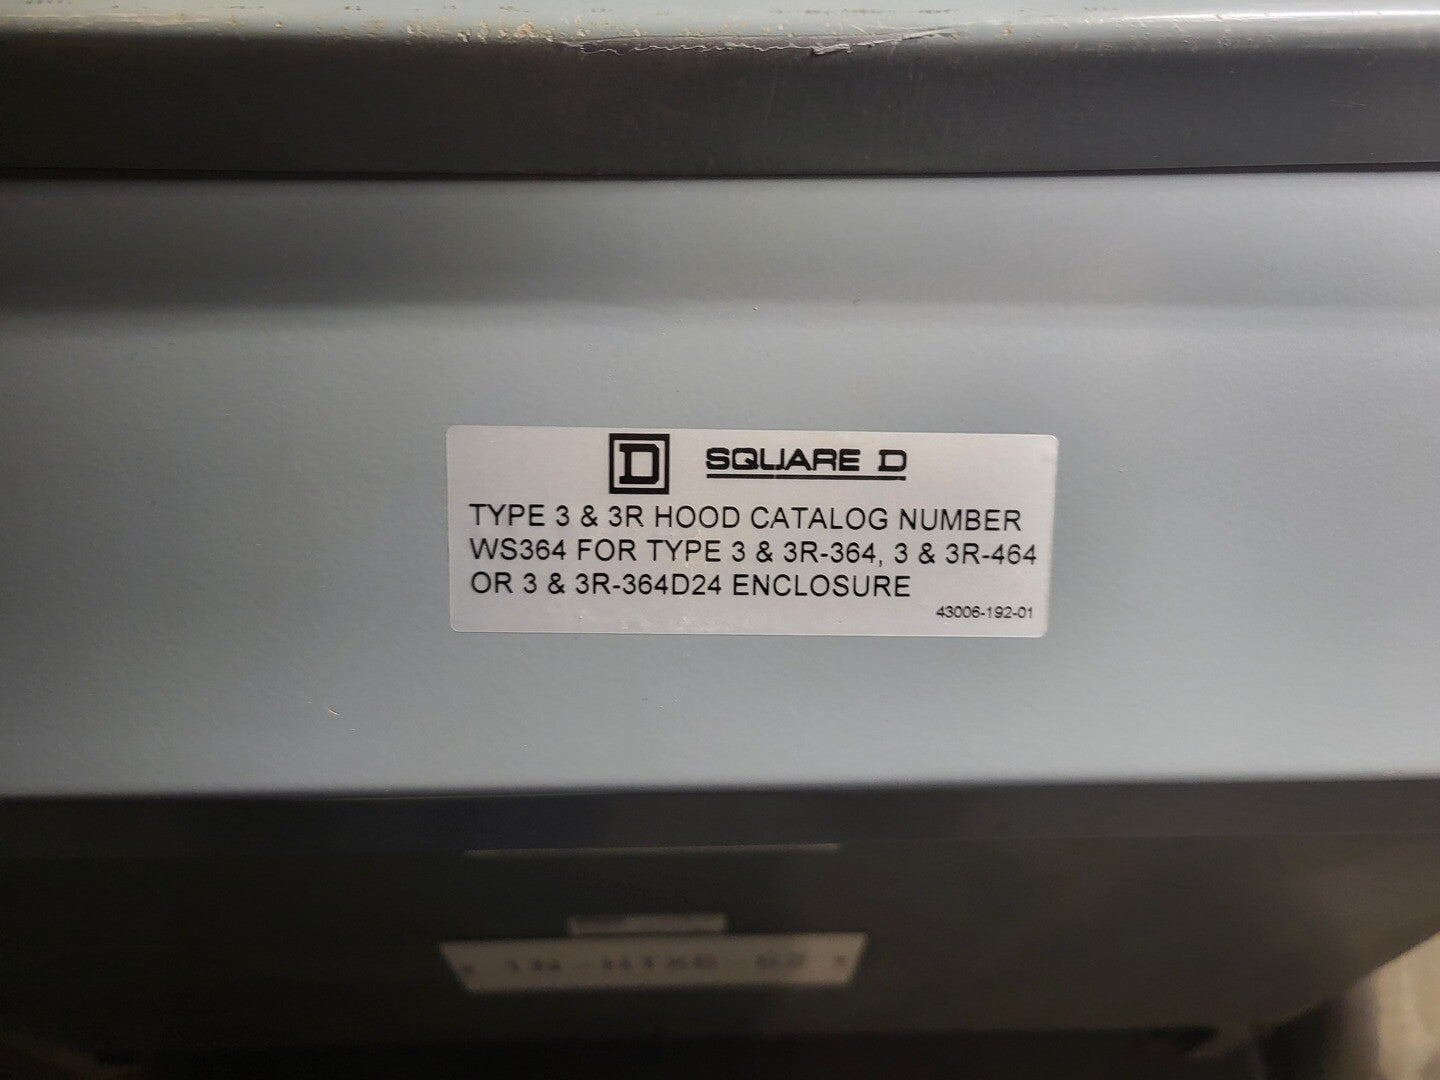 D SQUARE D
TYPE 3 & 3R HOOD CATALOG NUMBER
WS364 FOR TYPE 3 & 3R-364, 3 & 3R-464
OR 3 & 3R-364D24 ENCLOSURE
43006-192-01